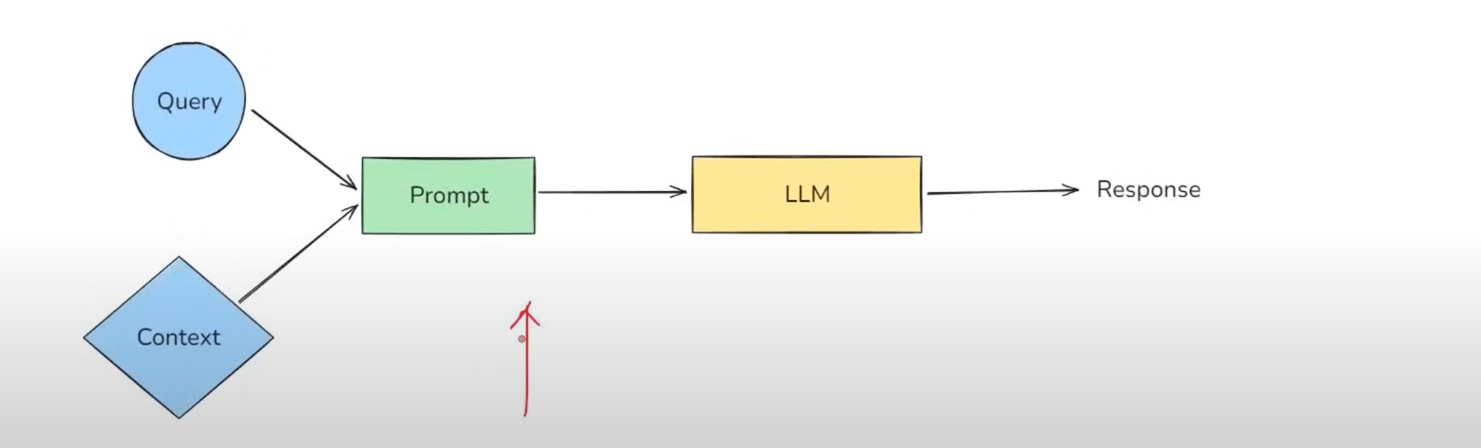 Query
Prompt
LLM
Response
Context